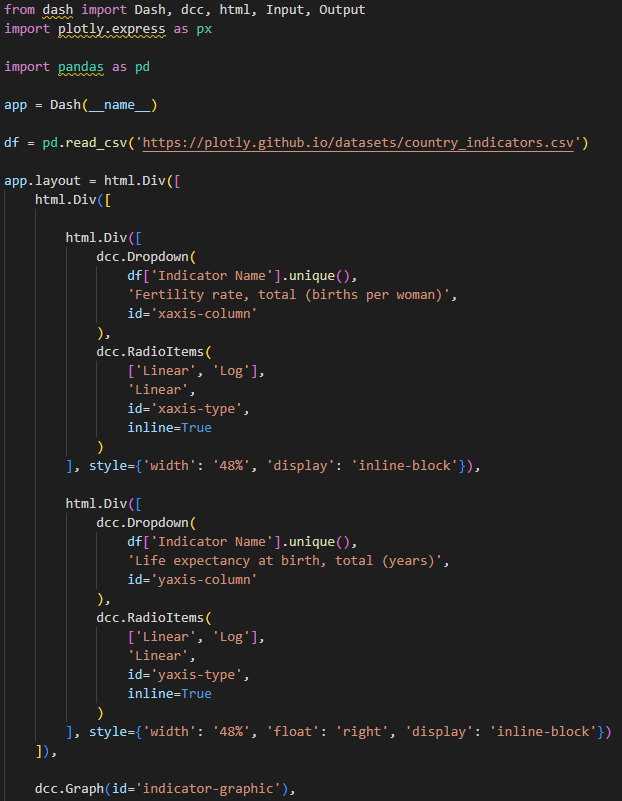 from dash import Dash, dcc, html, Input, Output
import plotly.express as px

import pandas as pd

app = Dash(__name__)

df = pd.read_csv('https://plotly.github.io/datasets/country_indicators.csv')

app.layout = html.Div([
    html.Div([

        html.Div([
            dcc.Dropdown(
                df['Indicator Name'].unique(),
                'Fertility rate, total (births per woman)',
                id='xaxis-column'
            ),
            dcc.RadioItems(
                ['Linear', 'Log'],
                'Linear',
                id='xaxis-type',
                inline=True
            )
        ], style={'width': '48%', 'display': 'inline-block'}),

        html.Div([
            dcc.Dropdown(
                df['Indicator Name'].unique(),
                'Life expectancy at birth, total (years)',
                id='yaxis-column'
            ),
            dcc.RadioItems(
                ['Linear', 'Log'],
                'Linear',
                id='yaxis-type',
                inline=True
            )
        ], style={'width': '48%', 'float': 'right', 'display': 'inline-block'})
    ]),

    dcc.Graph(id='indicator-graphic'),